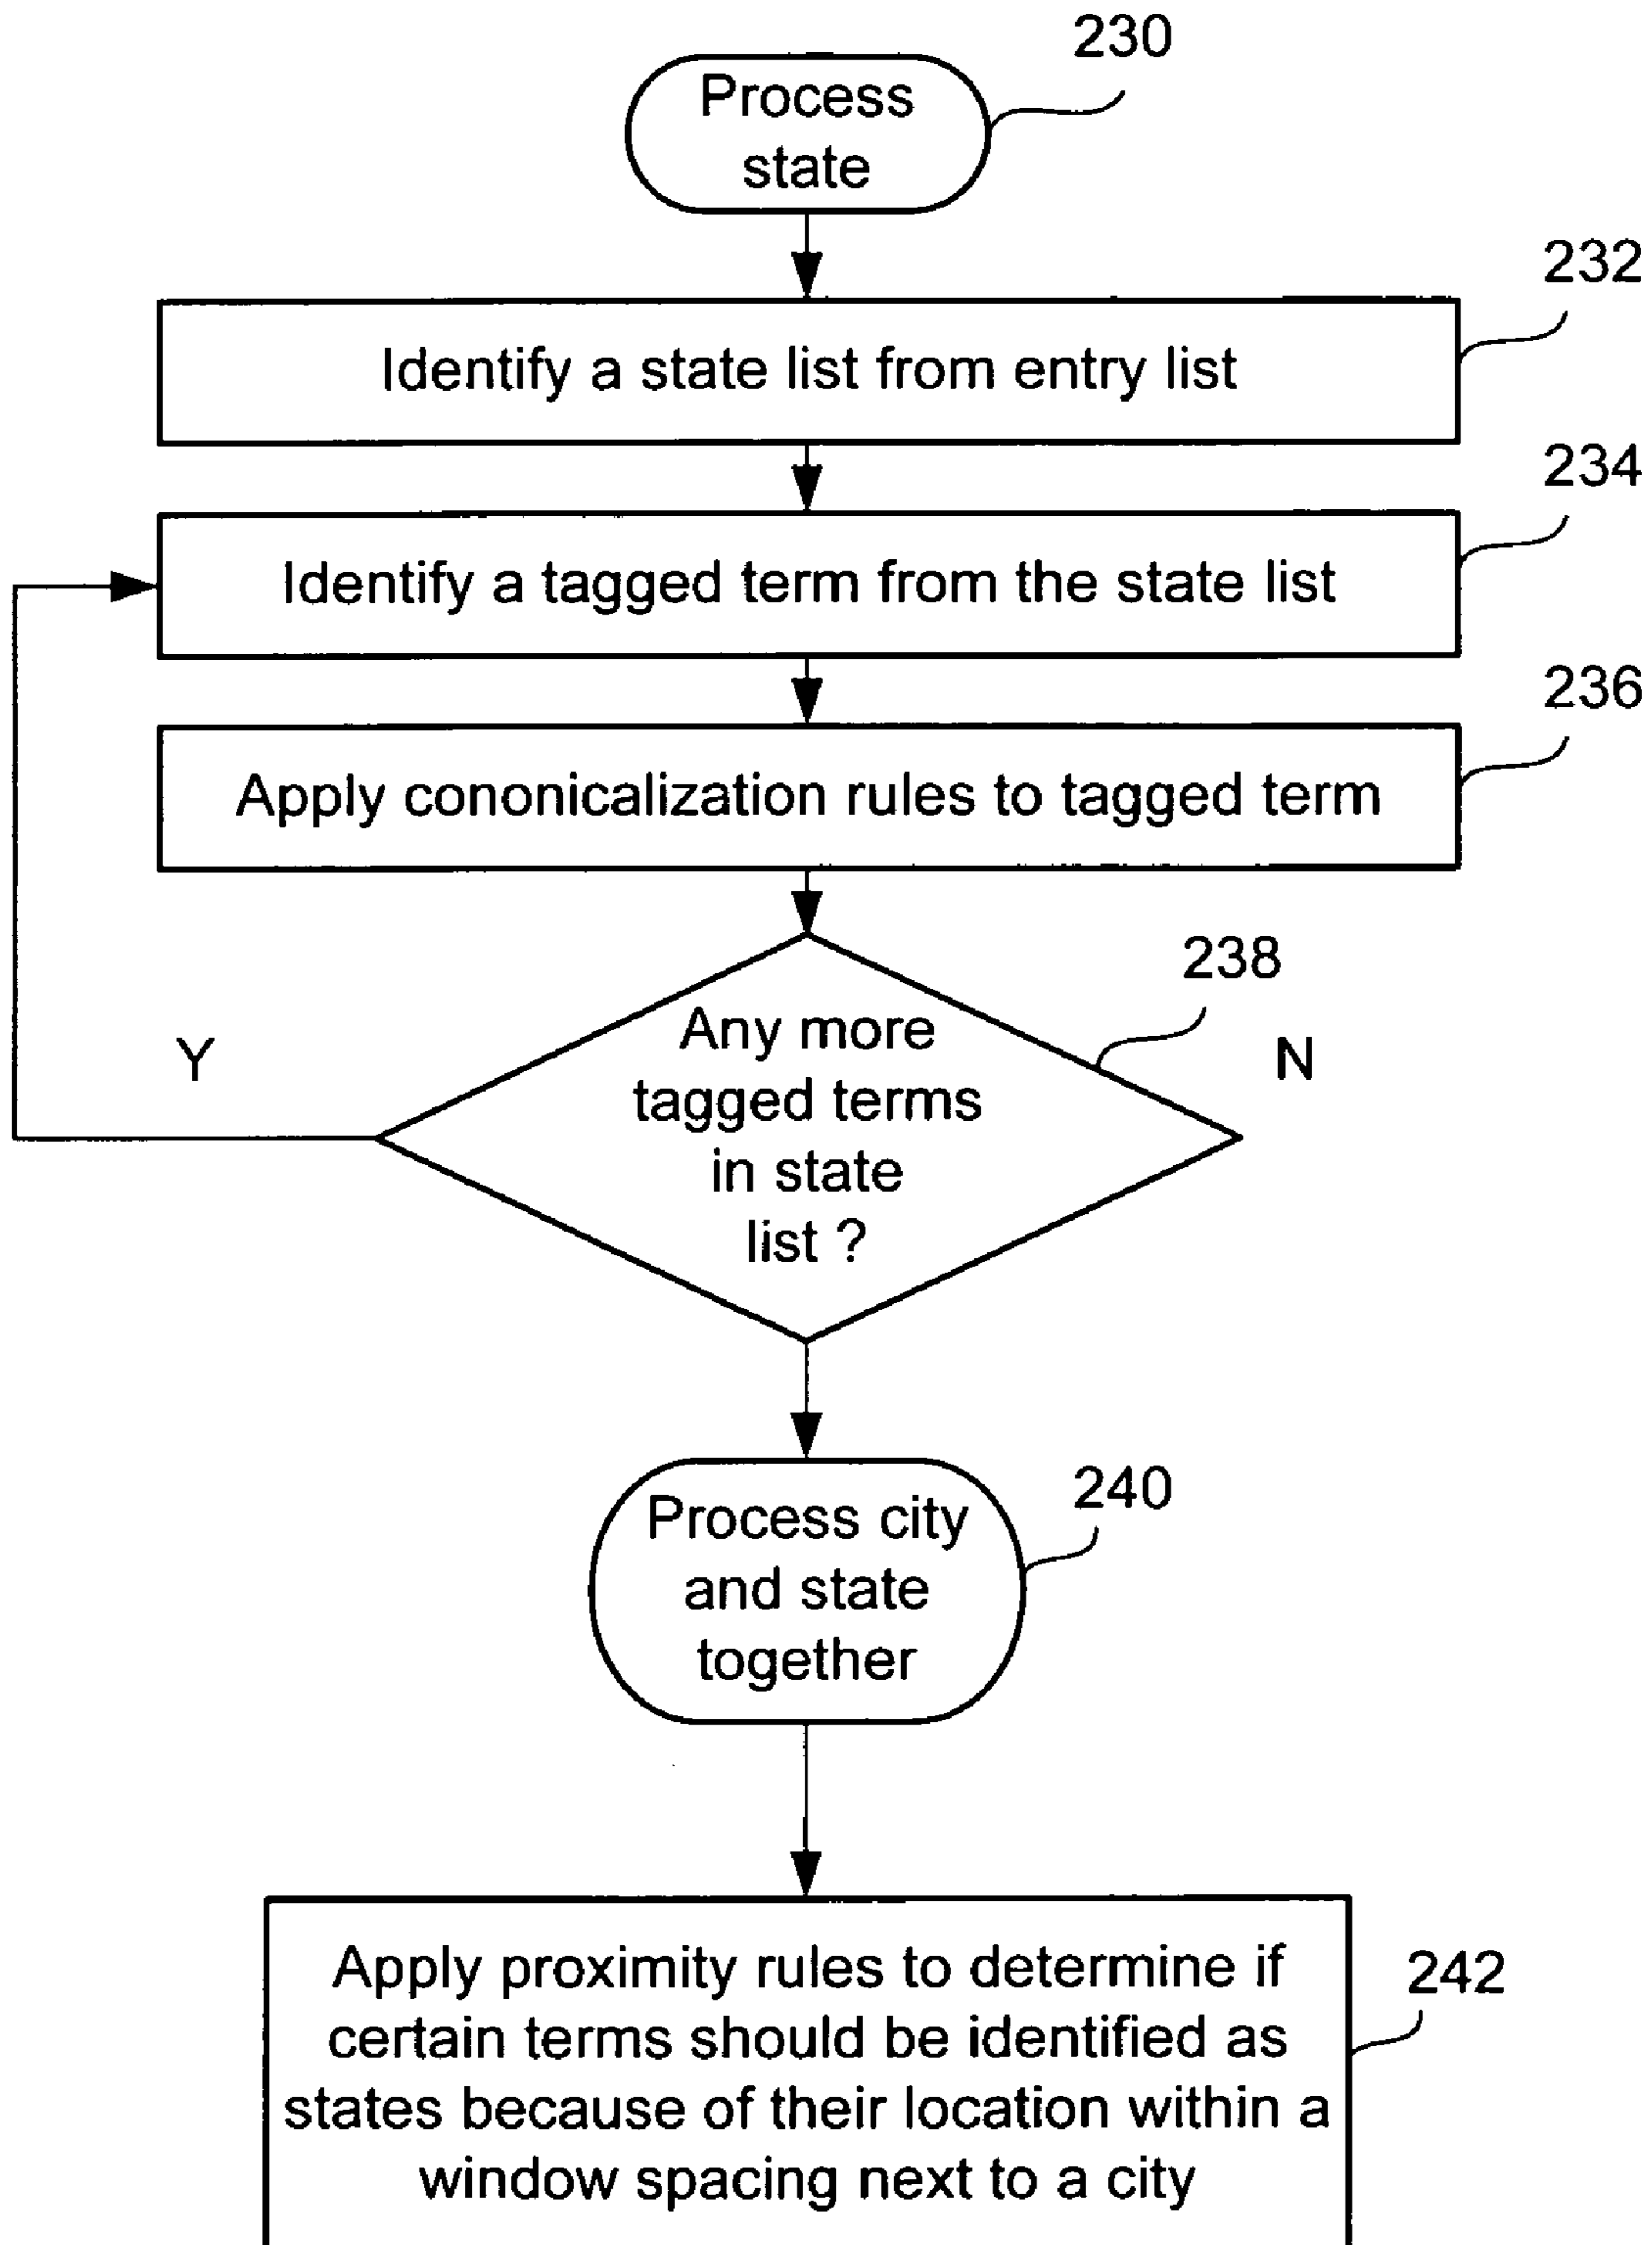 230
Process
state
232
Identify a state list from entry list
234
Identify a tagged term from the state list
236
Apply cononicalization rules to tagged term
238
Y
N
Any more
tagged terms
in state
list ?
240
Process city
and state
together
242
Apply proximity rules to determine if
certain terms should be identified as
states because of their location within a
window spacing next to a city